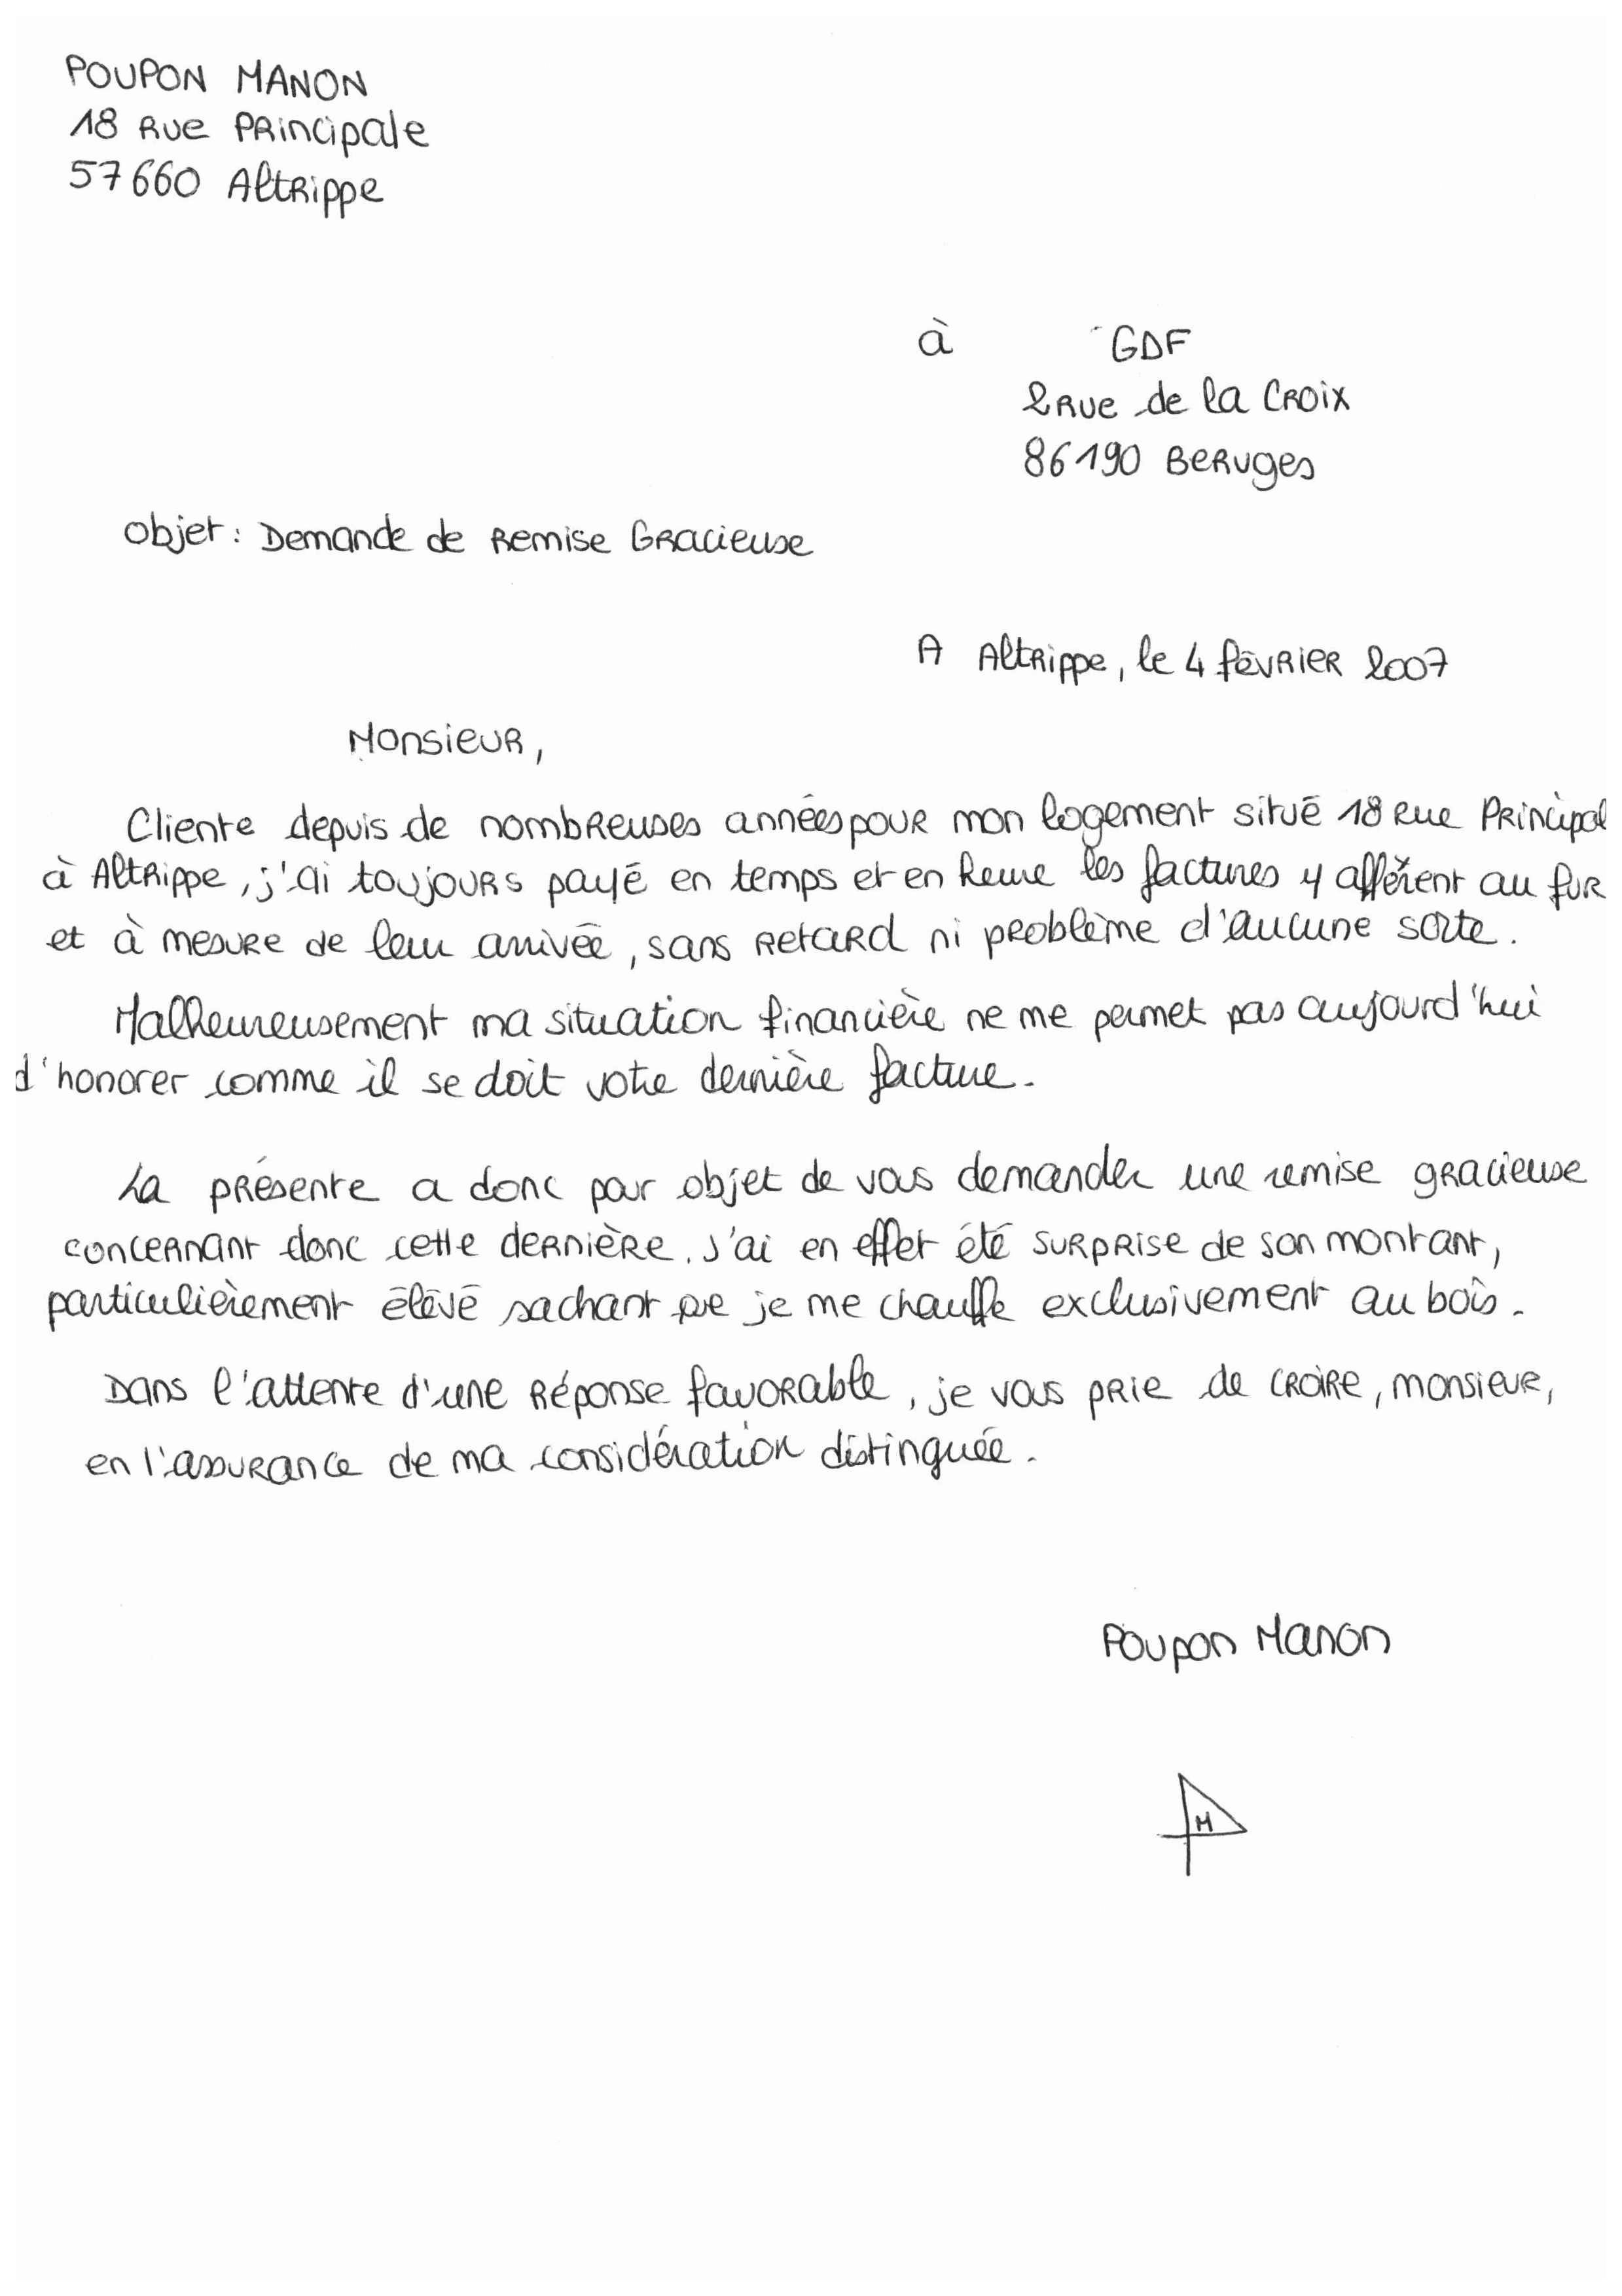 POUPON MANON
18 Rue Principale
57660 Altrippe
à GDF
2 Rue de la Croix
86190 Beruges
Objet : Demande de Remise Gracieuse
A Altrippe, le 4 février 2007
Monsieur,
Cliente depuis de nombreuses années pour mon logement situé 18 Rue Principal
à Altrippe, j'ai toujours payé en temps et en heure les factures y affèrent au fur
et à mesure de leur arrivée, sans retard ni problème d'aucune sorte.
Malheureusement ma situation financière ne me permet pas aujourd'hui
d'honorer comme il se doit votre dernière facture.
La présente a donc pour objet de vous demander une remise gracieuse
concernant donc cette dernière. J'ai en effet été surprise de son montant,
particulièrement élevé sachant que je me chauffe exclusivement au bois.
Dans l'attente d'une réponse favorable, je vous prie de croire, monsieur,
en l'assurance de ma considération distinguée.
Poupon Manon
M